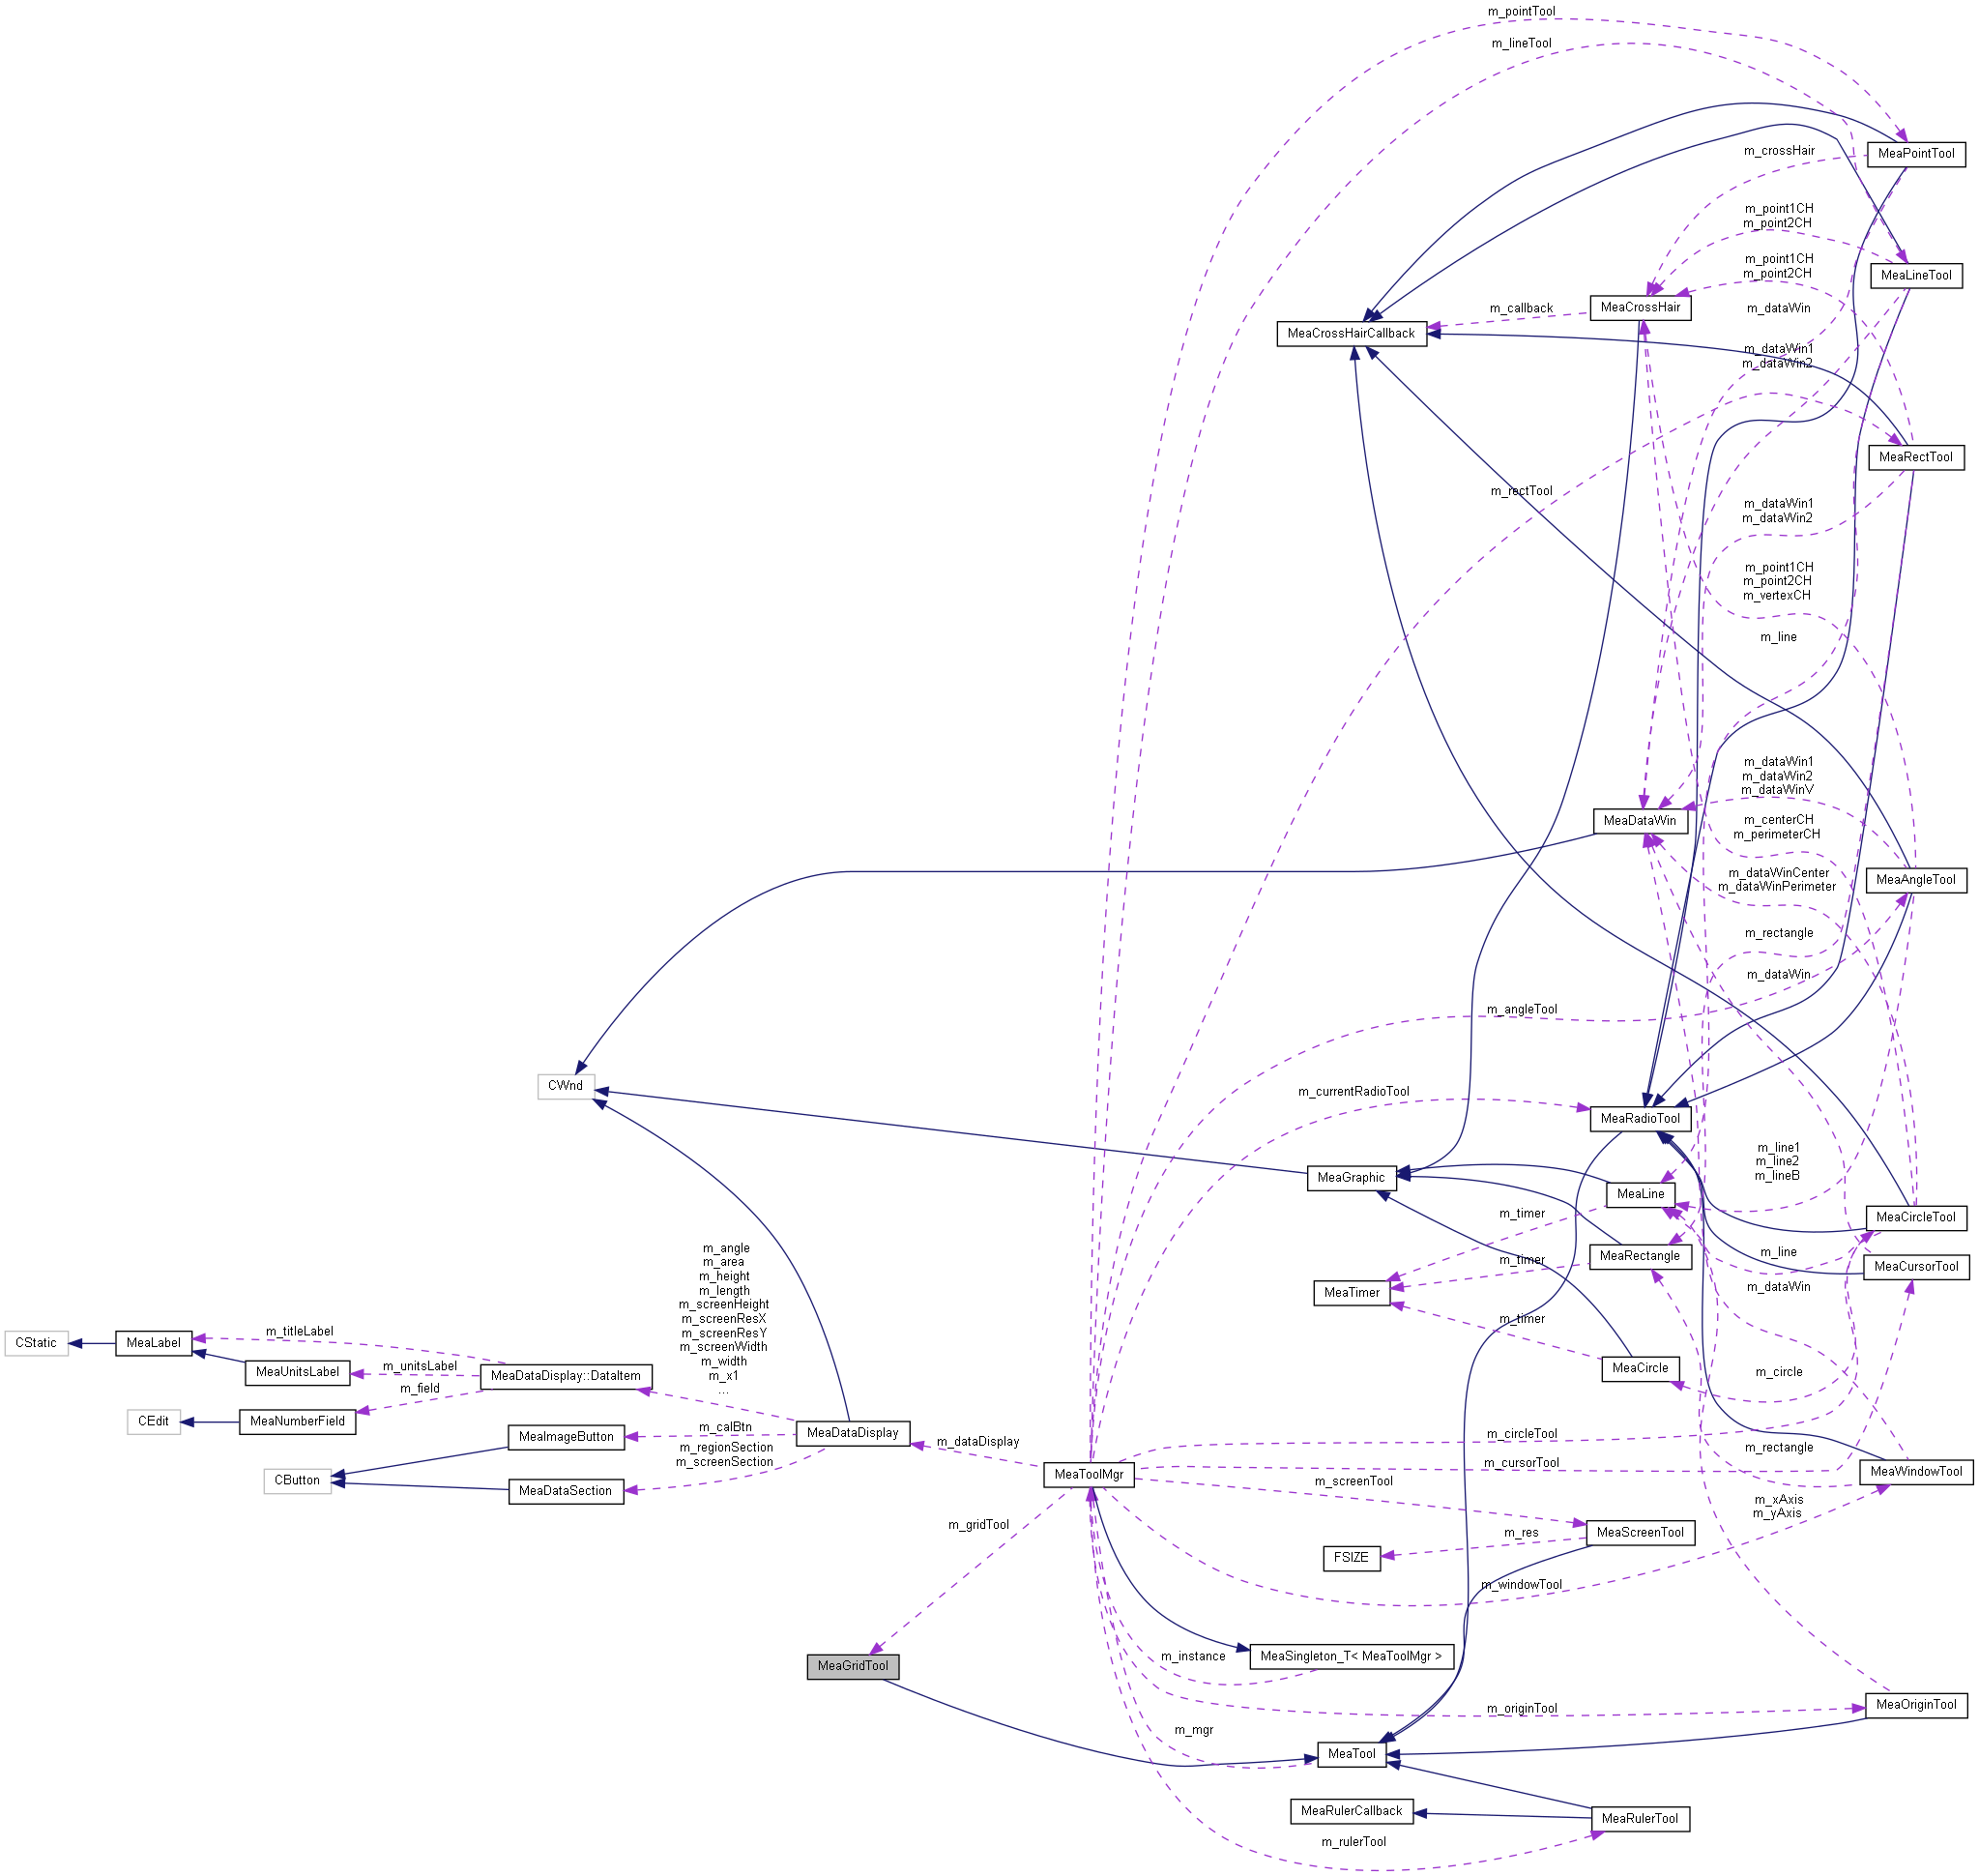 m_pointTool
m_lineTool
MeaPointTool
m_crossHair
m_point1CH
m_point2CH
MeaLineTool
m_point1CH
m_point2CH
MeaCrossHair
m_callback
m_dataWin
MeaCrossHairCallback
m_dataWin1
m_dataWin2
MeaRectTool
m_rectTool
m_dataWin1
m_dataWin2
m_point1CH
m_point2CH
m_vertexCH
m_line
m_dataWin1
m_dataWin2
m_dataWinV
MeaDataWin
m_centerCH
m_perimeterCH
m_dataWinCenter
m_dataWinPerimeter
MeaAngleTool
m_rectangle
m_dataWin
m_angleTool
CWnd
m_currentRadioTool
MeaRadioTool
m_line1
m_line2
m_lineB
MeaGraphic
MeaLine
m_timer
MeaCircleTool
m_line
MeaRectangle
m_timer
MeaCursorTool
m_dataWin
MeaTimer
m_timer
m_angle
m_area
m_height
m_length
m_screenHeight
m_screenResX
m_screenResY
m_screenWidth
m_width
m_x1
...
CStatic
MeaLabel
m_titleLabel
MeaUnitsLabel
m_unitsLabel
MeaDataDisplay::DataItem
m_field
MeaCircle
m_circle
CEdit
MeaNumberField
MeaImageButton
m_calBtn
MeaDataDisplay
m_dataDisplay
m_circleTool
m_regionSection
m_screenSection
m_rectangle
CButton
MeaDataSection
MeaToolMgr
m_cursorTool
m_screenTool
MeaWindowTool
m_xAxis
m_yAxis
m_gridTool
m_res
MeaScreenTool
FSIZE
m_windowTool
MeaGridTool
m_instance
MeaSingleton_T< MeaToolMgr >
m_originTool
MeaOriginTool
m_mgr
MeaTool
MeaRulerCallback
MeaRulerTool
m_rulerTool